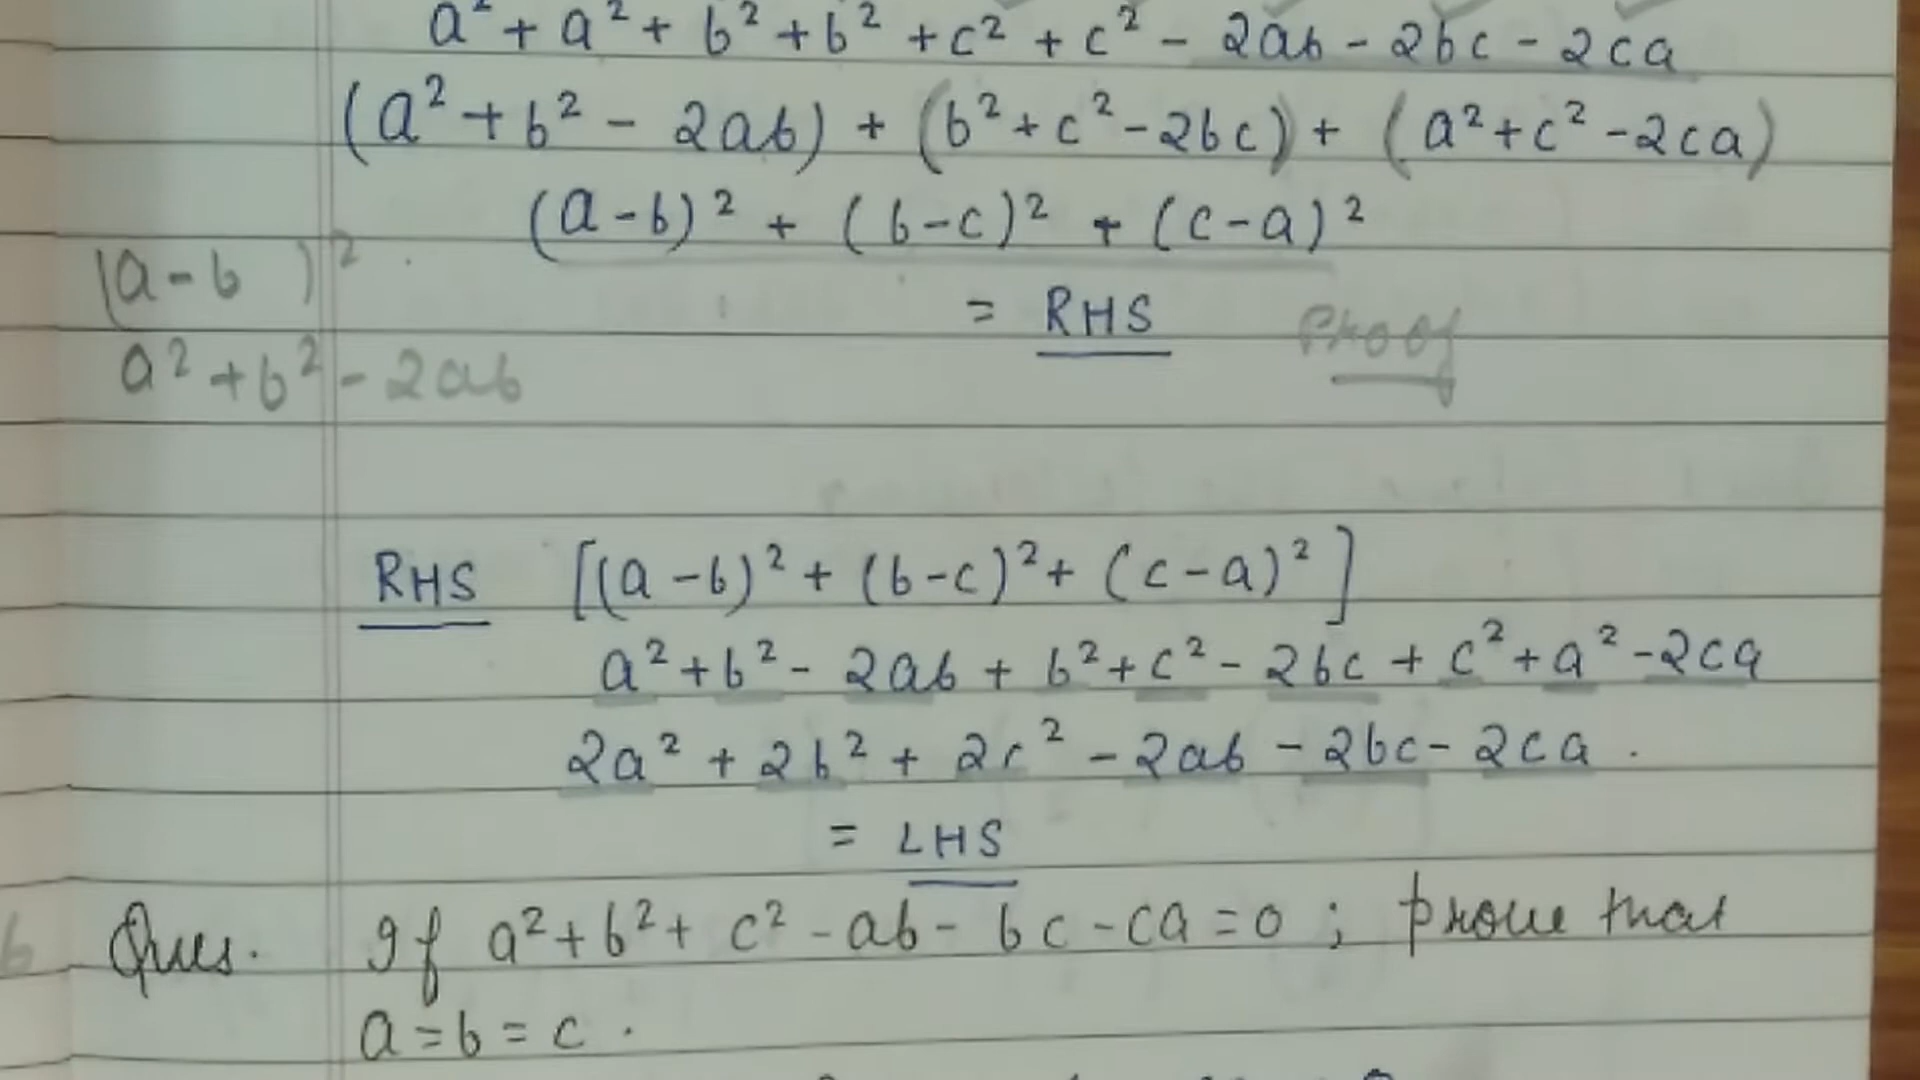 a² + a² + b² + b² + c² + c² - 2ab - 2bc - 2ca
(a² + b² - 2ab) + (b² + c² - 2bc) + (a² + c² - 2ca)
(a - b)² + (b - c)² + (c - a)²
(a - b )²
= RHS Proof
a² + b² - 2ab
RHS [(a - b)² + (b - c)² + (c - a)²]
a² + b² - 2ab + b² + c² - 2bc + c² + a² - 2ca
2a² + 2b² + 2c² - 2ab - 2bc - 2ca .
= LHS
Ques. If a² + b² + c² - ab - bc - ca = 0 ; prove that
a = b = c .